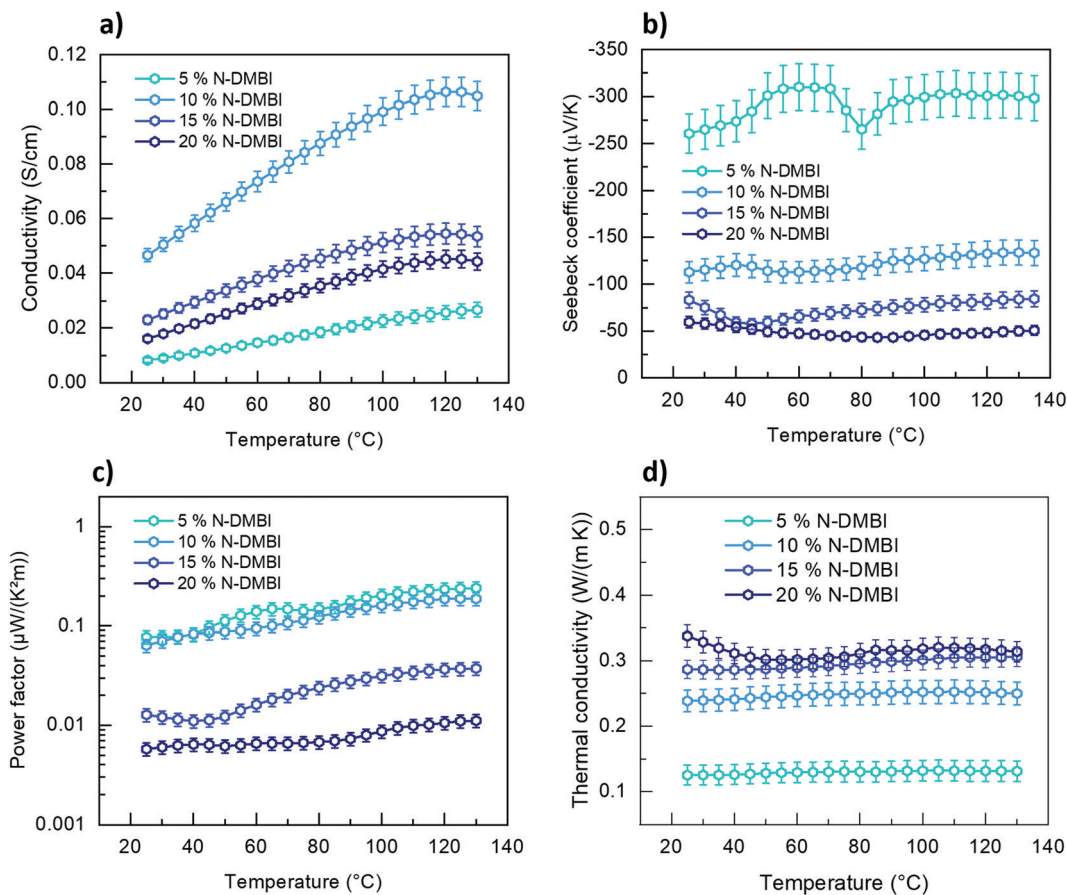 a)
0.12
0.10
0.08
0.06
0.04
0.02
0.00
Conductivity (S/cm)
5 % N-DMBI
10 % N-DMBI
15 % N-DMBI
20 % N-DMBI
20 40 60 80 100 120 140
Temperature (°C)
b)
-350
-300
-250
-200
-150
-100
-50
0
Seebeck coefficient (µV/K)
5 % N-DMBI
10 % N-DMBI
15 % N-DMBI
20 % N-DMBI
20 40 60 80 100 120 140
Temperature (°C)
c)
1
0.1
0.01
0.001
Power factor (µW/(K²m))
5 % N-DMBI
10 % N-DMBI
15 % N-DMBI
20 % N-DMBI
20 40 60 80 100 120 140
Temperature (°C)
d)
0.5
0.4
0.3
0.2
0.1
Thermal conductivity (W/(m K))
5 % N-DMBI
10 % N-DMBI
15 % N-DMBI
20 % N-DMBI
20 40 60 80 100 120 140
Temperature (°C)